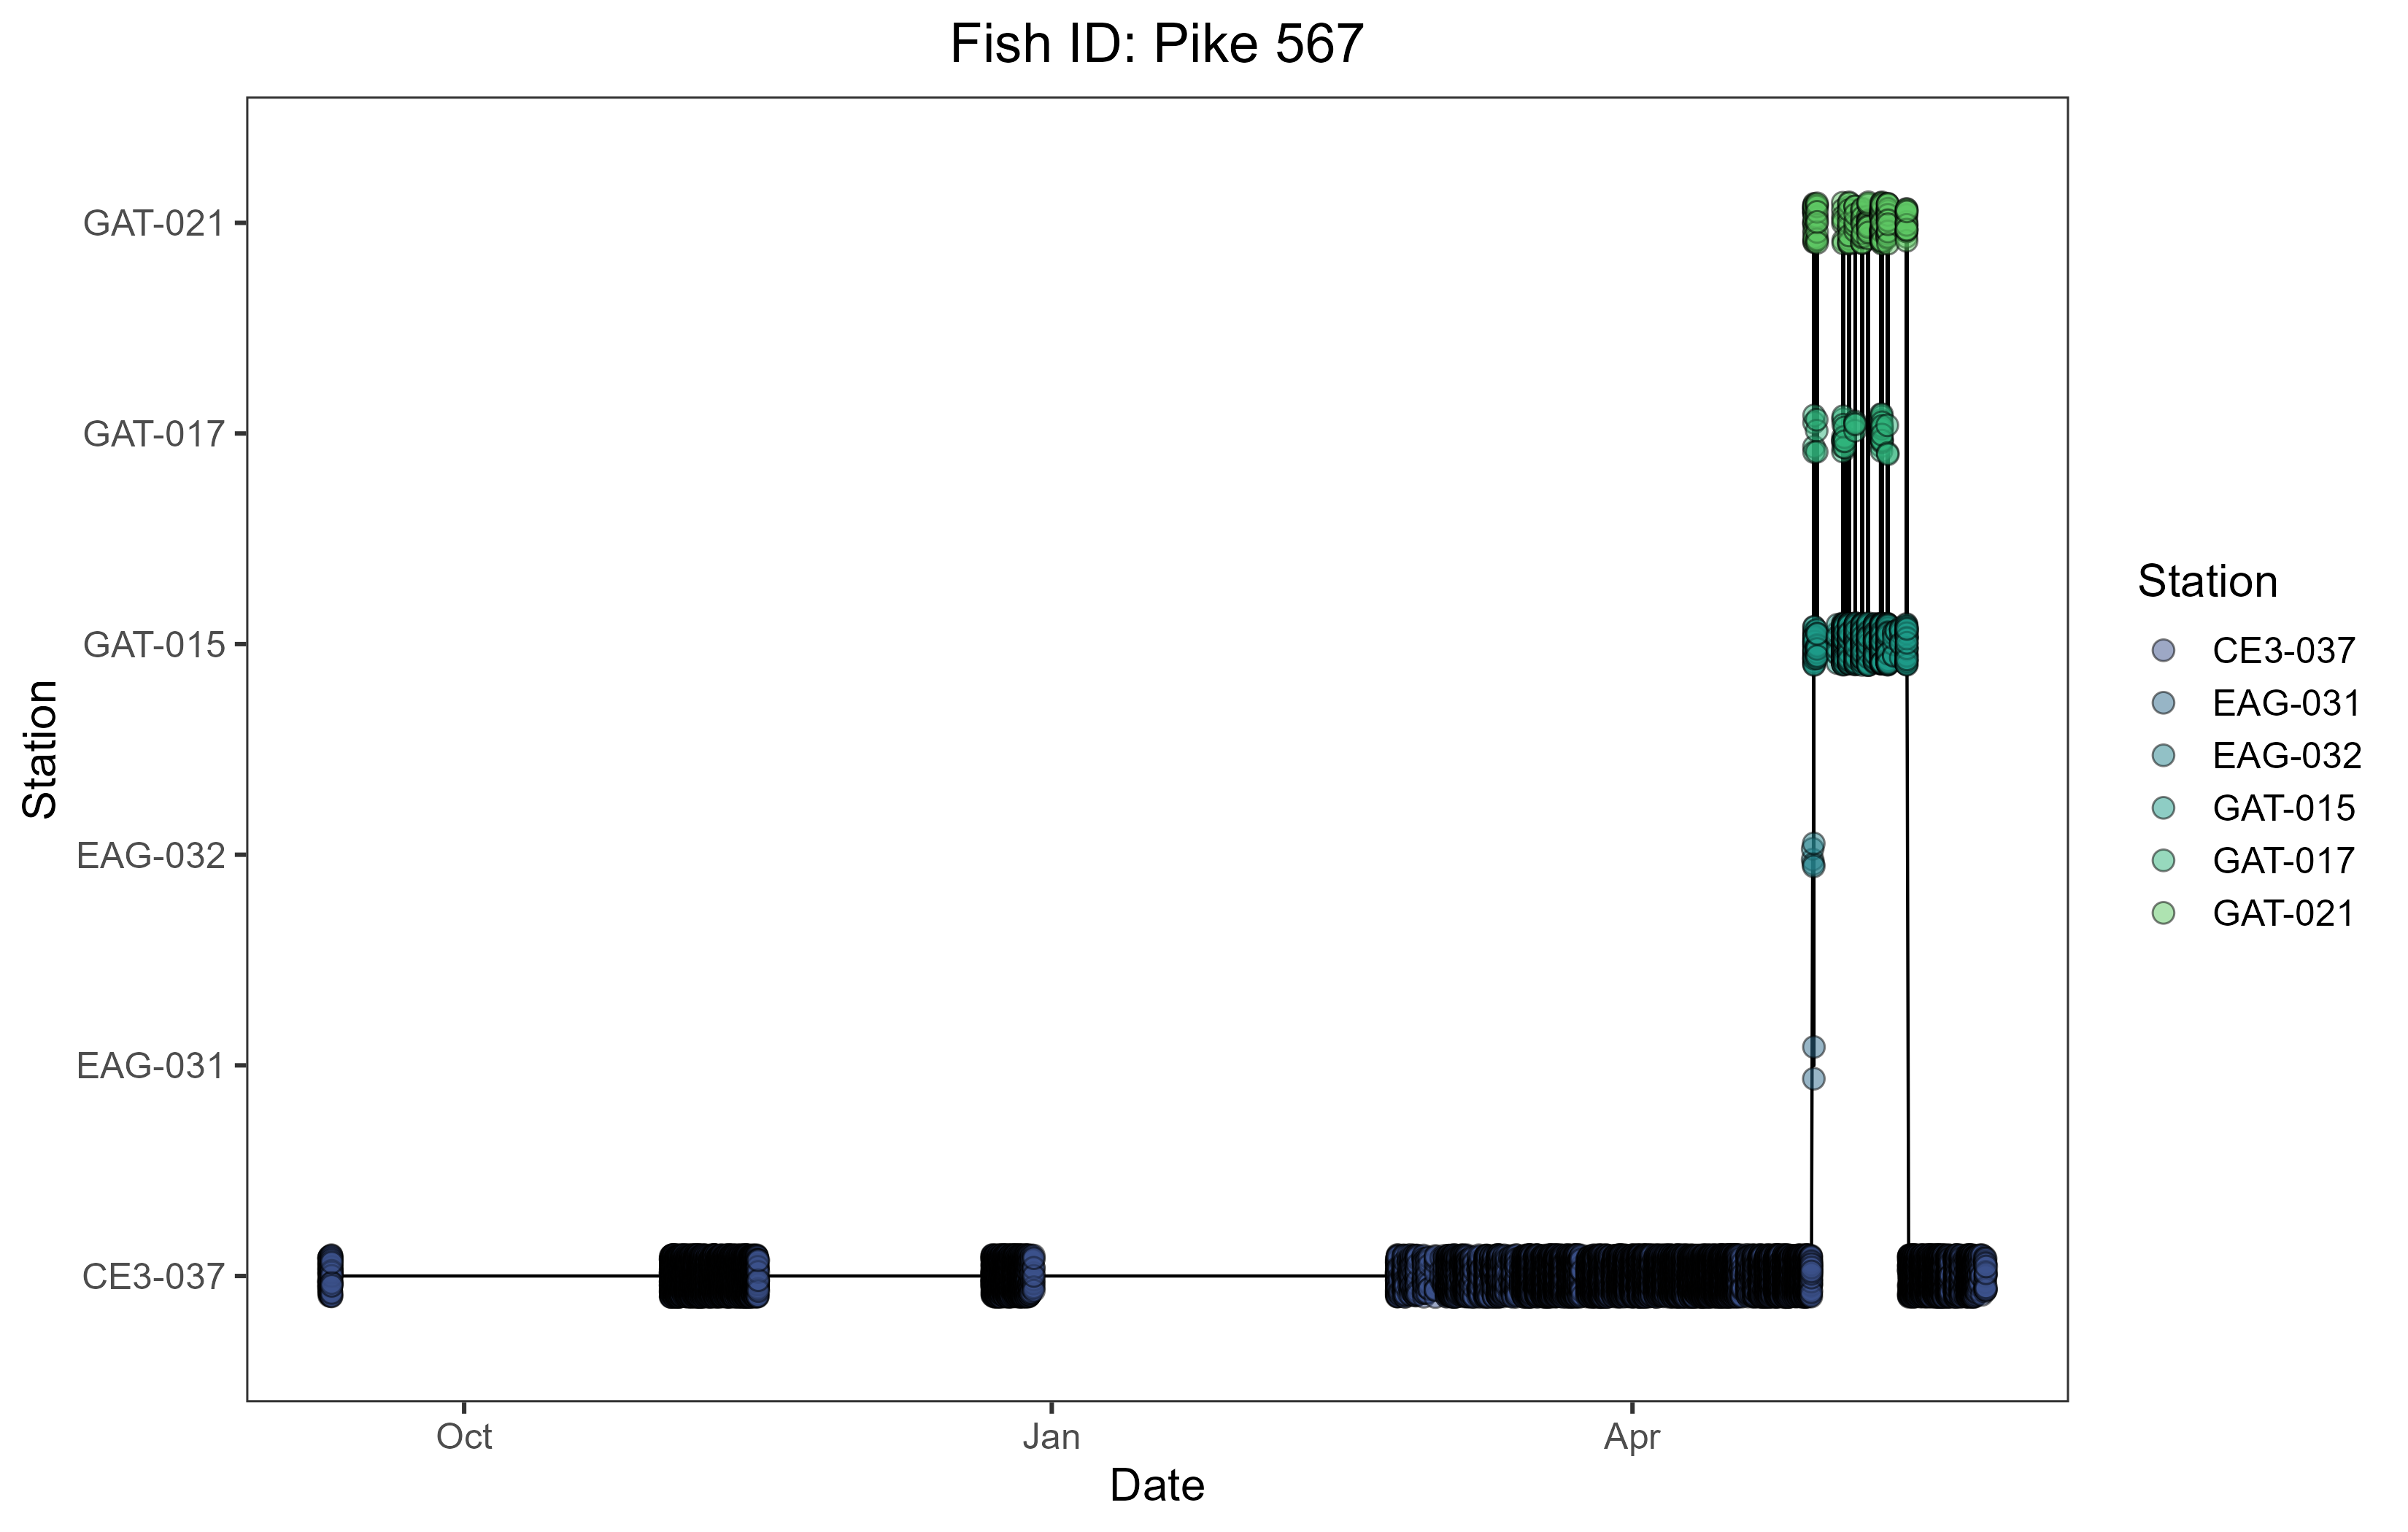 Fish ID: Pike 567
GAT-021
GAT-017
GAT-015
EAG-032
EAG-031
CE3-037
Station
Oct
Jan
Apr
Date
Station
CE3-037
EAG-031
EAG-032
GAT-015
GAT-017
GAT-021